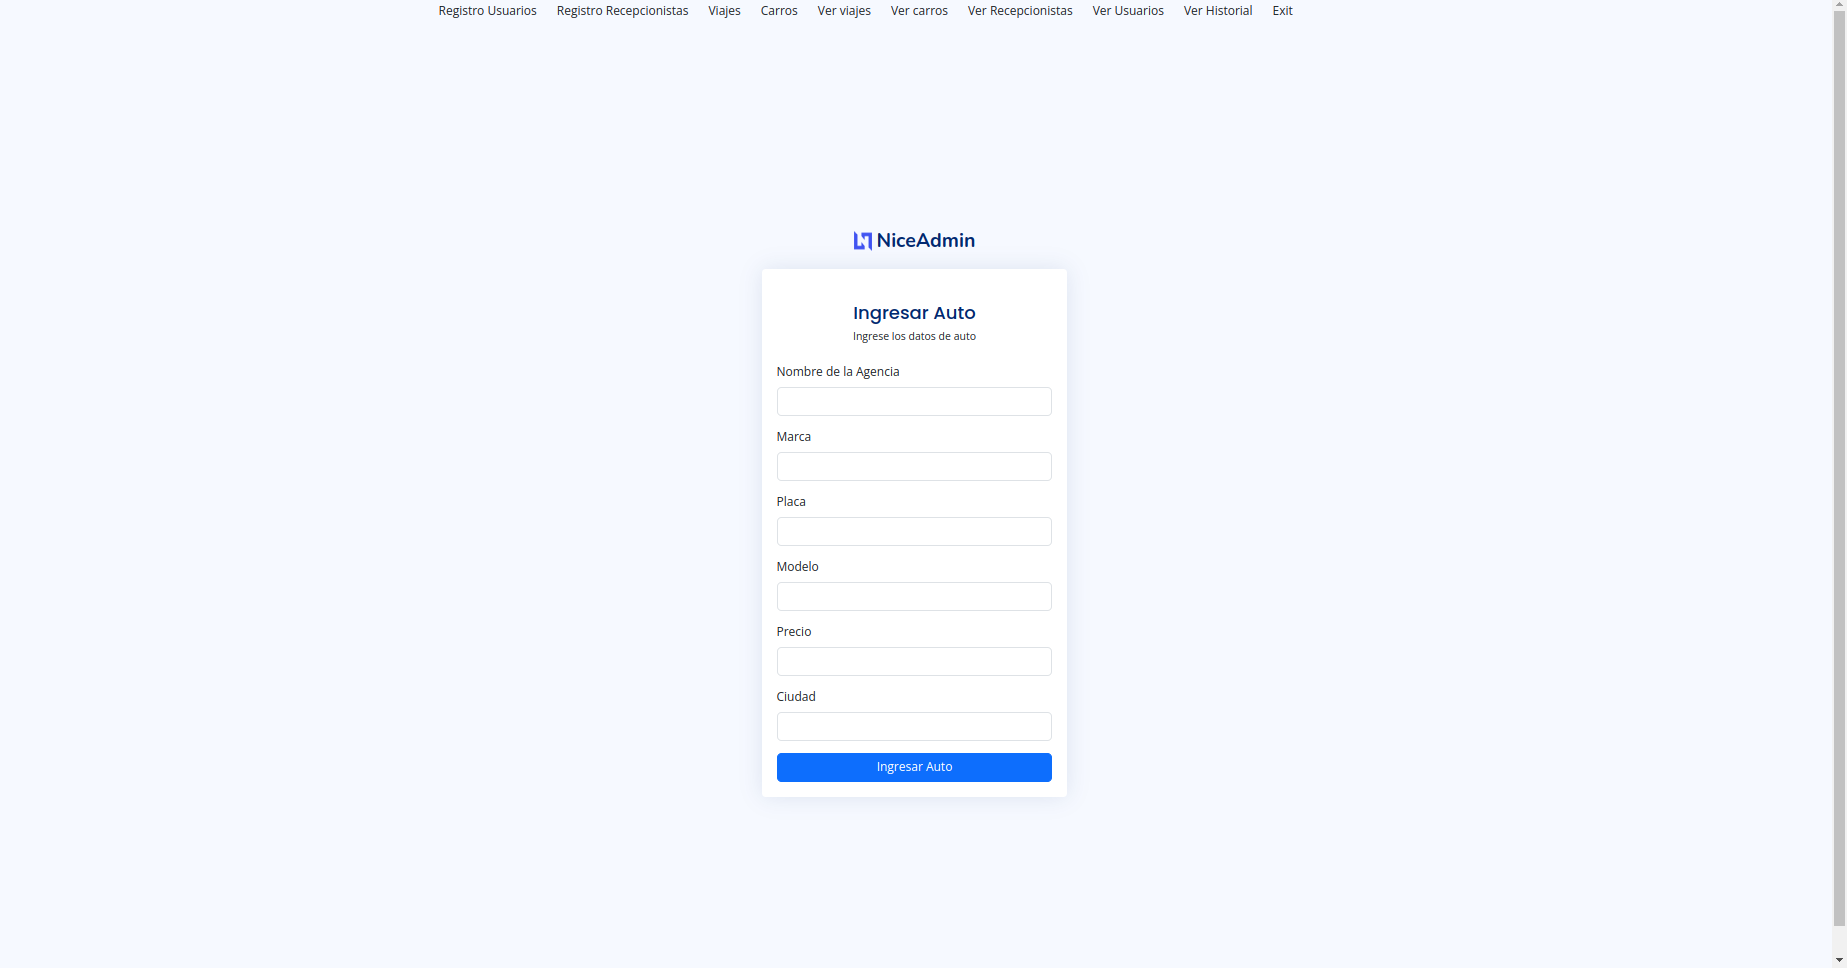 Registro Usuarios Registro Recepcionistas Viajes Carros Ver viajes Ver carros Ver Recepcionistas Ver Usuarios Ver Historial Exit
NiceAdmin
Ingresar Auto
Ingrese los datos de auto
Nombre de la Agencia
Marca
Placa
Modelo
Precio
Ciudad
Ingresar Auto